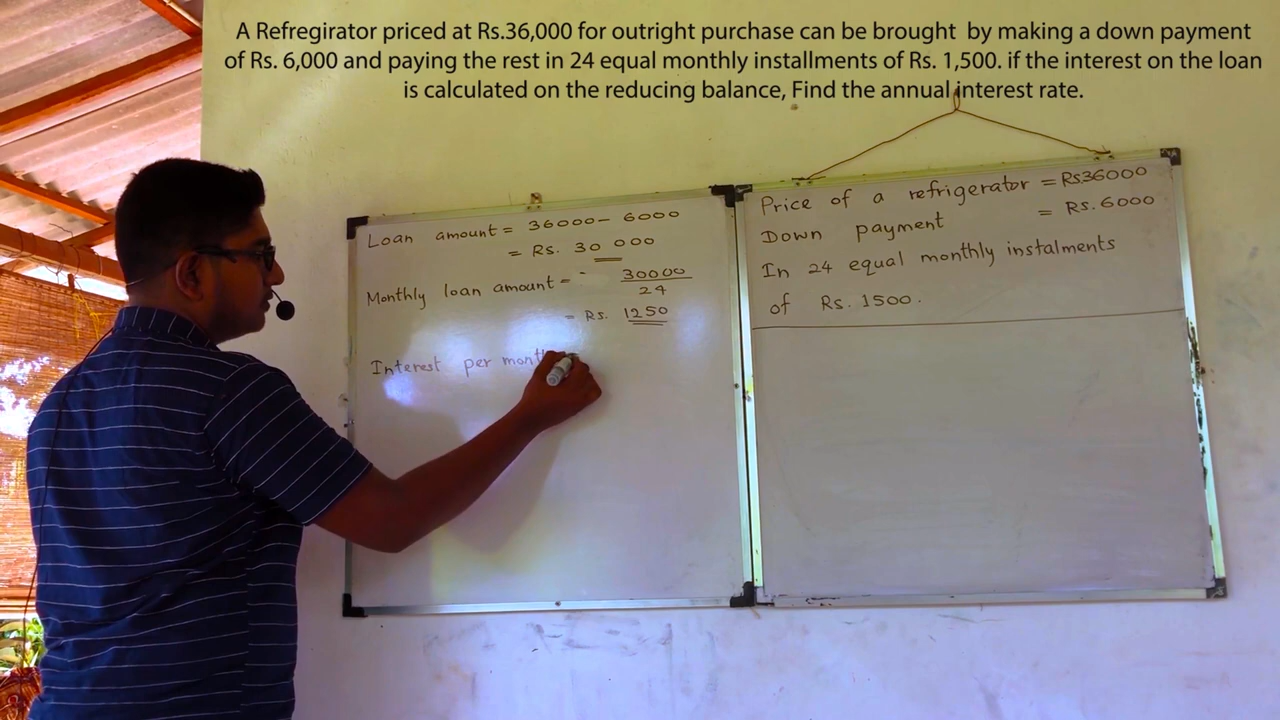 A Refregirator priced at Rs.36,000 for outright purchase can be brought by making a down payment
of Rs. 6,000 and paying the rest in 24 equal monthly installments of Rs. 1,500. if the interest on the loan
is calculated on the reducing balance, Find the annual interest rate.
Loan amount = 36000 - 6000
= Rs. 30 000
Monthly loan amount = 30000
24
= Rs. 1250
Interest per month
Price of a refrigerator = Rs.36000
Down payment = Rs. 6000
In 24 equal monthly instalments
of Rs. 1500.